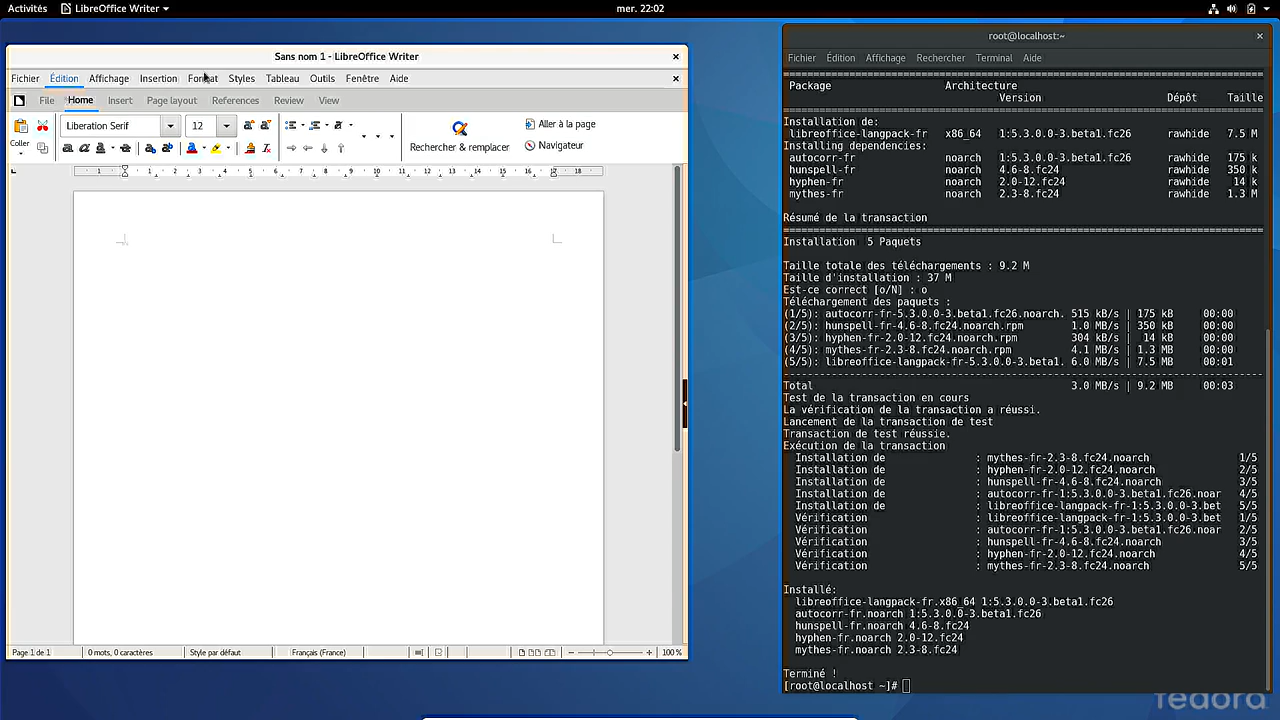 Activités LibreOffice Writer mer. 22:02
Sans nom 1 - LibreOffice Writer
Fichier Édition Affichage Insertion Format Styles Tableau Outils Fenêtre Aide
File Home Insert Page layout References Review View
Liberation Serif 12
Coller
Rechercher & remplacer
Aller à la page
Navigateur
1 1 2 3 4 5 6 7 8 9 10 11 12 13 14 15 16 17 18
Page 1 de 1 0 mots, 0 caractères Style par défaut Français (France) 100 %
root@localhost:~
Fichier Édition Affichage Rechercher Terminal Aide
Package Architecture
Version Dépôt Taille
Installation de:
libreoffice-langpack-fr x86_64 1:5.3.0.0-3.beta1.fc26 rawhide 7.5 M
Installing dependencies:
autocorr-fr noarch 1:5.3.0.0-3.beta1.fc26 rawhide 175 k
hunspell-fr noarch 4.6-8.fc24 rawhide 350 k
hyphen-fr noarch 2.0-12.fc24 rawhide 14 k
mythes-fr noarch 2.3-8.fc24 rawhide 1.3 M
Résumé de la transaction
Installation 5 Paquets
Taille totale des téléchargements : 9.2 M
Taille d'installation : 37 M
Est-ce correct [o/N] : o
Téléchargement des paquets :
(1/5): autocorr-fr-5.3.0.0-3.beta1.fc26.noarch. 515 kB/s | 175 kB 00:00
(2/5): hunspell-fr-4.6-8.fc24.noarch.rpm 1.0 MB/s | 350 kB 00:00
(3/5): hyphen-fr-2.0-12.fc24.noarch.rpm 304 kB/s | 14 kB 00:00
(4/5): mythes-fr-2.3-8.fc24.noarch.rpm 4.1 MB/s | 1.3 MB 00:00
(5/5): libreoffice-langpack-fr-5.3.0.0-3.beta1. 6.0 MB/s | 7.5 MB 00:01
Total 3.0 MB/s | 9.2 MB 00:03
Test de la transaction en cours
La vérification de la transaction a réussi.
Lancement de la transaction de test
Transaction de test réussie.
Exécution de la transaction
Installation de : mythes-fr-2.3-8.fc24.noarch 1/5
Installation de : hyphen-fr-2.0-12.fc24.noarch 2/5
Installation de : hunspell-fr-4.6-8.fc24.noarch 3/5
Installation de : autocorr-fr-1:5.3.0.0-3.beta1.fc26.noar 4/5
Installation de : libreoffice-langpack-fr-1:5.3.0.0-3.bet 5/5
Vérification : libreoffice-langpack-fr-1:5.3.0.0-3.bet 1/5
Vérification : autocorr-fr-1:5.3.0.0-3.beta1.fc26.noar 2/5
Vérification : hunspell-fr-4.6-8.fc24.noarch 3/5
Vérification : hyphen-fr-2.0-12.fc24.noarch 4/5
Vérification : mythes-fr-2.3-8.fc24.noarch 5/5
Installé:
libreoffice-langpack-fr.x86_64 1:5.3.0.0-3.beta1.fc26
autocorr-fr.noarch 1:5.3.0.0-3.beta1.fc26
hunspell-fr.noarch 4.6-8.fc24
hyphen-fr.noarch 2.0-12.fc24
mythes-fr.noarch 2.3-8.fc24
Terminé !
[root@localhost ~]#
fedora